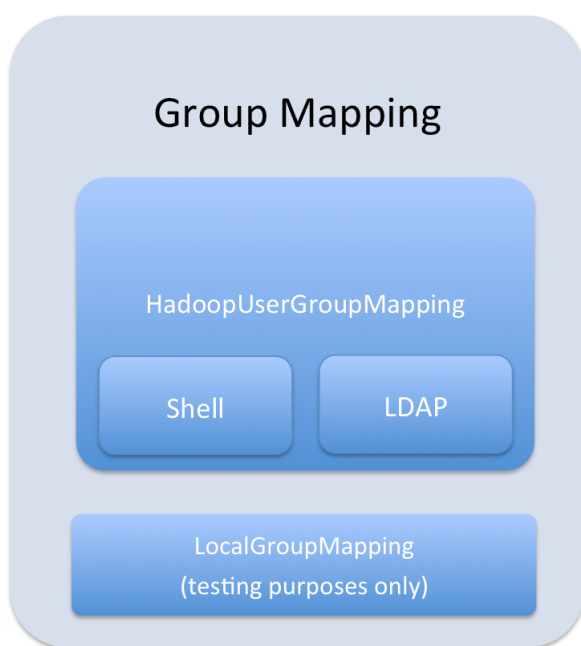 Group Mapping
HadoopUserGroupMapping
Shell
LDAP
LocalGroupMapping
(testing purposes only)